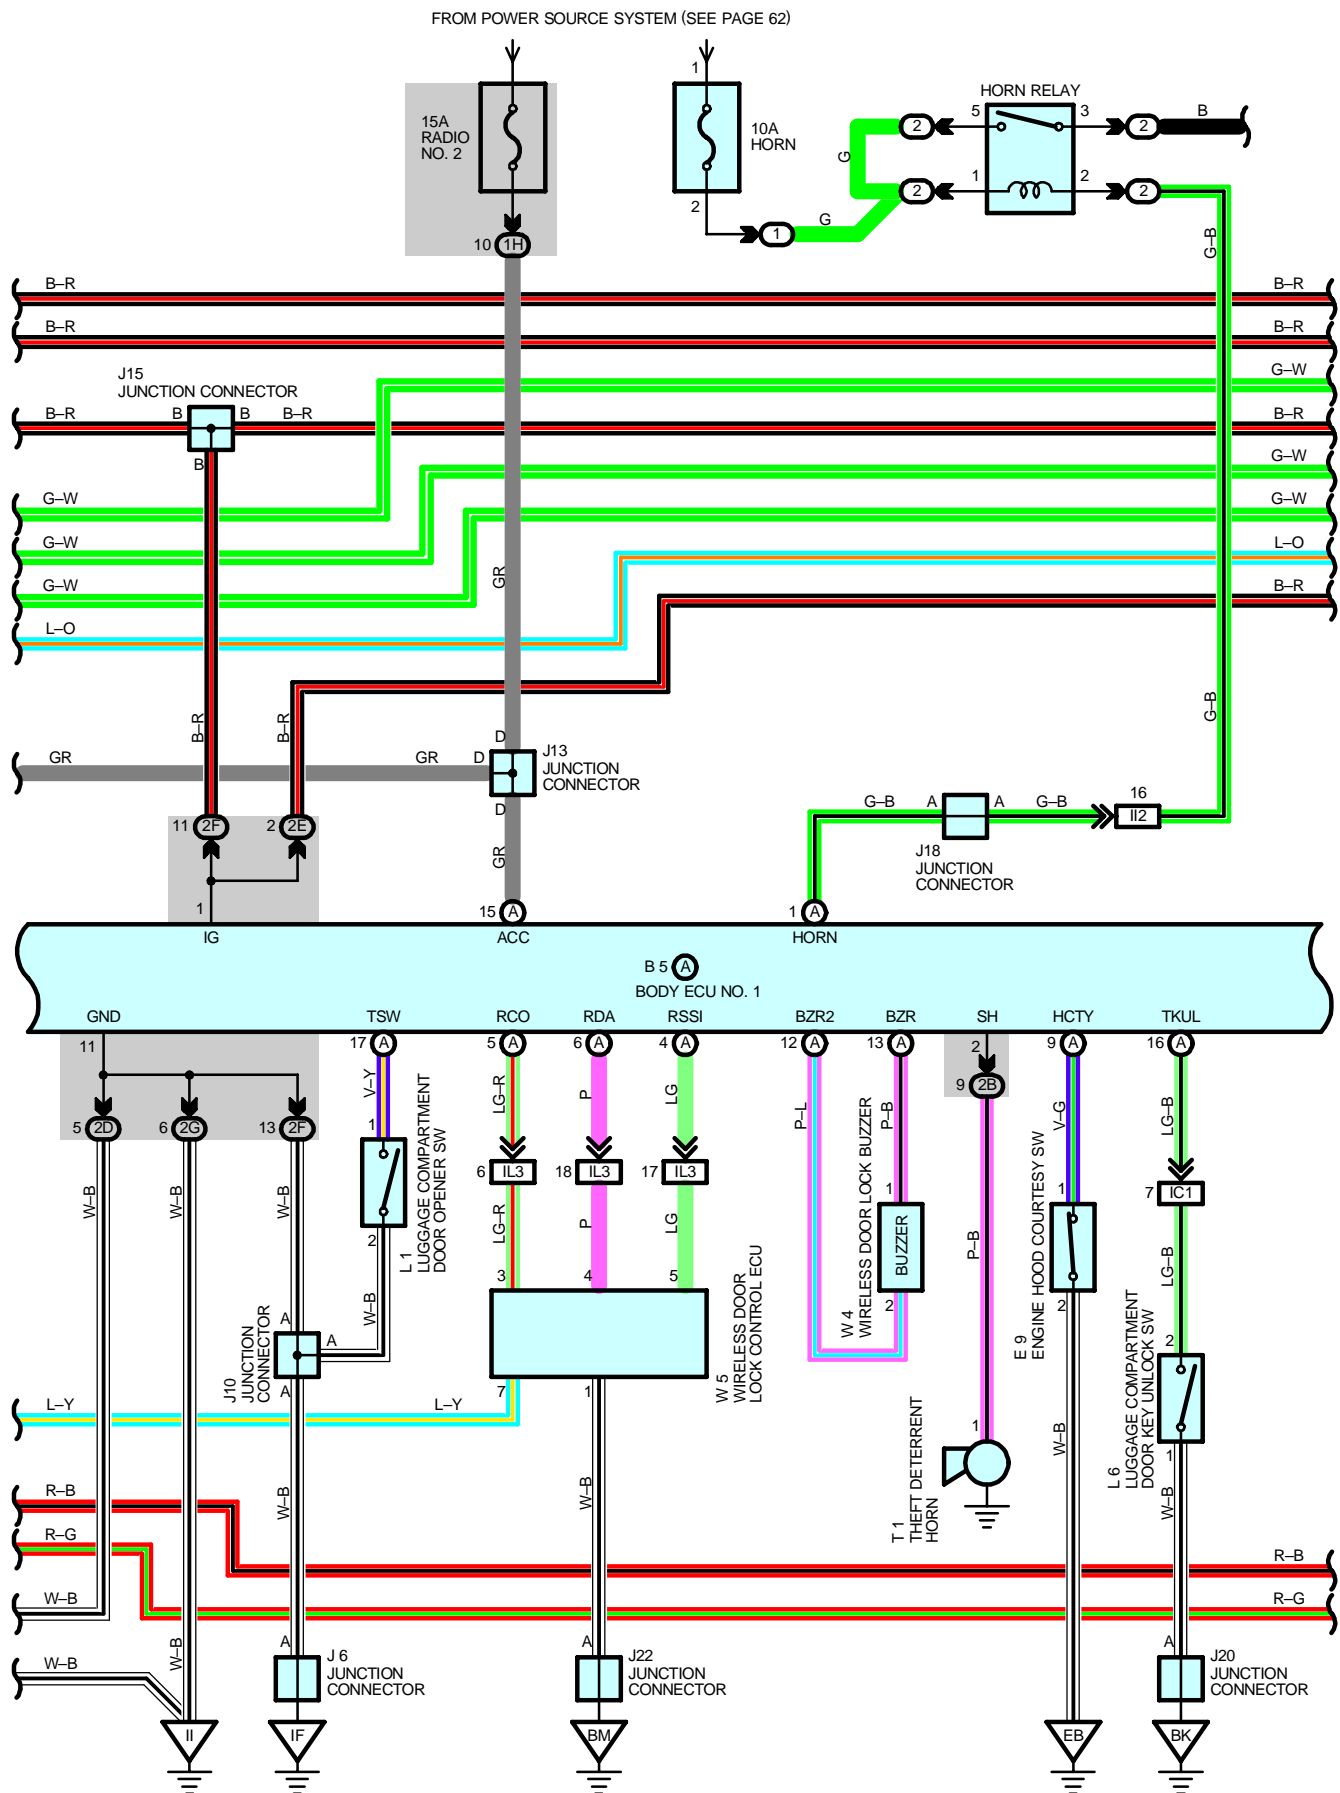 FROM POWER SOURCE SYSTEM (SEE PAGE 62)
1
HORN RELAY
15A
RADIO
NO. 2
10A
HORN
5
3
B
2
2
G
1
2
2
2
2
G
1
10
1H
G–B
B–R
B–R
B–R
B–R
J15
JUNCTION CONNECTOR
G–W
B–R
B
B
B–R
B–R
B
G–W
G–W
G–W
G–W
L–O
GR
G–W
B–R
L–O
B–R
B–R
G–B
D
GR
GR
D
J13
JUNCTION
CONNECTOR
D
G–B
A
A
G–B
16
II2
11
2F
2
2E
J18
JUNCTION
CONNECTOR
GR
1
15
A
1
A
IG
ACC
HORN
B 5
A
BODY ECU NO. 1
GND
TSW
RCO
RDA
RSSI
BZR2
BZR
SH
HCTY
TKUL
11
17
A
5
A
6
A
4
A
12
A
13
A
2
9
A
16
A
9
2B
V–Y
LG–R
P
LG
P–L
P–B
V–G
LG–B
5
2D
6
2G
13
2F
1
L 1
LUGGAGE COMPARTMENT
DOOR OPENER SW
6
IL3
18
IL3
17
IL3
W 4
WIRELESS DOOR LOCK BUZZER
1
BUZZER
2
E 9
ENGINE HOOD COURTESY SW
1
7
IC1
W–B
W–B
W–B
2
LG–R
P
LG
P–B
2
LG–B
3
4
5
W–B
A
A
J10
JUNCTION
CONNECTOR
A
W 5
WIRELESS DOOR
LOCK CONTROL ECU
7
1
L 6
LUGGAGE COMPARTMENT
DOOR KEY UNLOCK SW
2
1
L–Y
L–Y
1
T 1
THEFT DETERRENT
HORN
W–B
W–B
R–B
W–B
W–B
R–G
R–B
W–B
R–G
W–B
W–B
A
J 6
JUNCTION
CONNECTOR
A
J22
JUNCTION
CONNECTOR
A
J20
JUNCTION
CONNECTOR
II
IF
BM
EB
BK